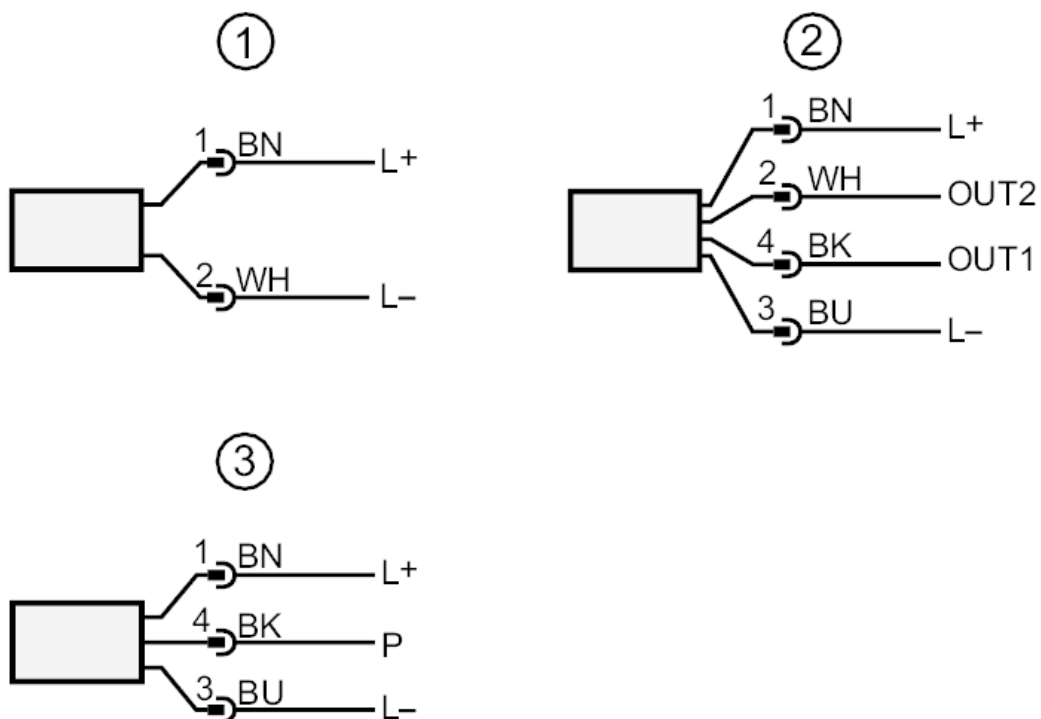 ① ②
1 BN L+
2 WH L–
1 BN L+
2 WH OUT2
4 BK OUT1
3 BU L–
③
1 BN L+
4 BK P
3 BU L–